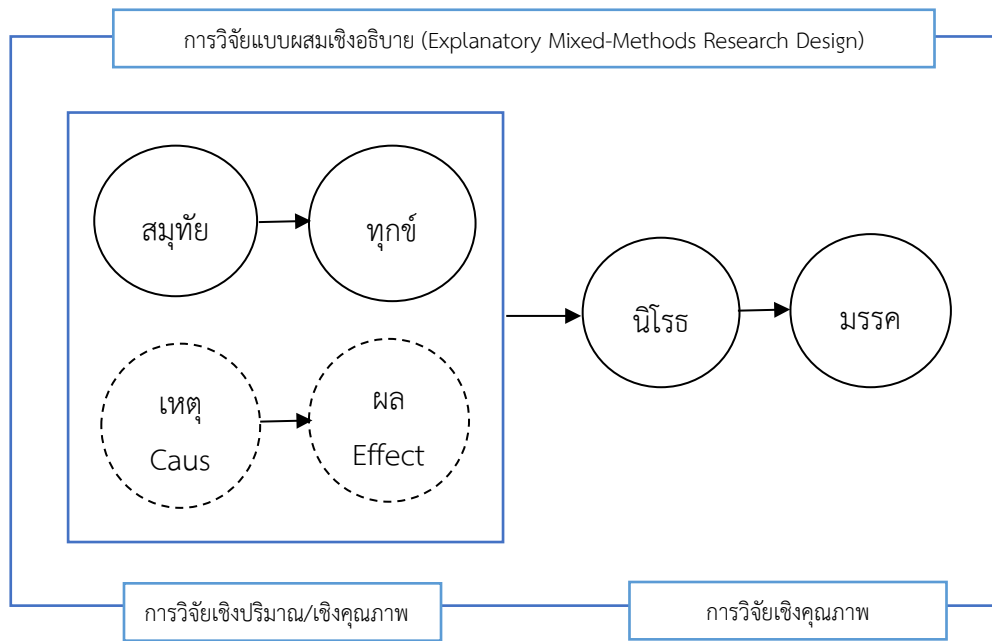 การวิจัยแบบผสมเชิงอธิบาย (Explanatory Mixed-Methods Research Design)
สมุทัย
ทุกข์
นิโรธ
มรรค
เหตุ
Caus
ผล
Effect
การวิจัยเชิงปริมาณ/เชิงคุณภาพ
การวิจัยเชิงคุณภาพ